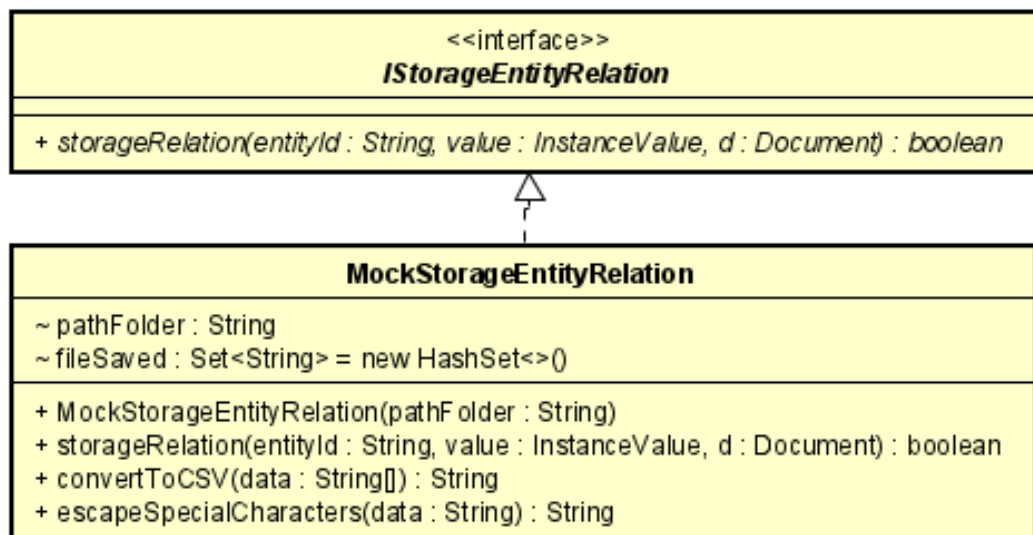 <<interface>>
IStorageEntityRelation
+ storageRelation(entityId : String, value : InstanceValue, d : Document) : boolean
MockStorageEntityRelation
~ pathFolder : String
~ fileSaved : Set<String> = new HashSet<>()
+ MockStorageEntityRelation(pathFolder : String)
+ storageRelation(entityId : String, value : InstanceValue, d : Document) : boolean
+ convertToCSV(data : String[]) : String
+ escapeSpecialCharacters(data : String) : String